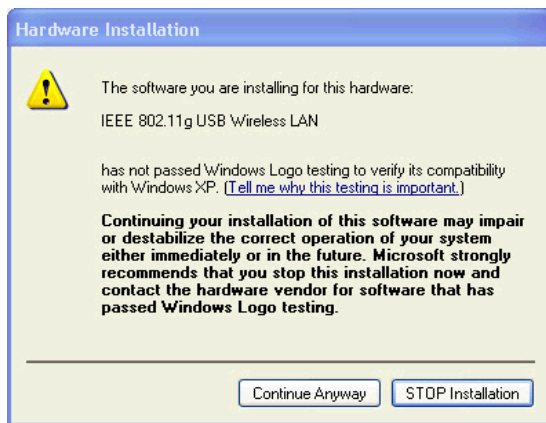 Hardware Installation
The software you are installing for this hardware:
IEEE 802.11g USB Wireless LAN
has not passed Windows Logo testing to verify its compatibility
with Windows XP. (Tell me why this testing is important.)
Continuing your installation of this software may impair
or destabilize the correct operation of your system
either immediately or in the future. Microsoft strongly
recommends that you stop this installation now and
contact the hardware vendor for software that has
passed Windows Logo testing.
Continue Anyway
STOP Installation